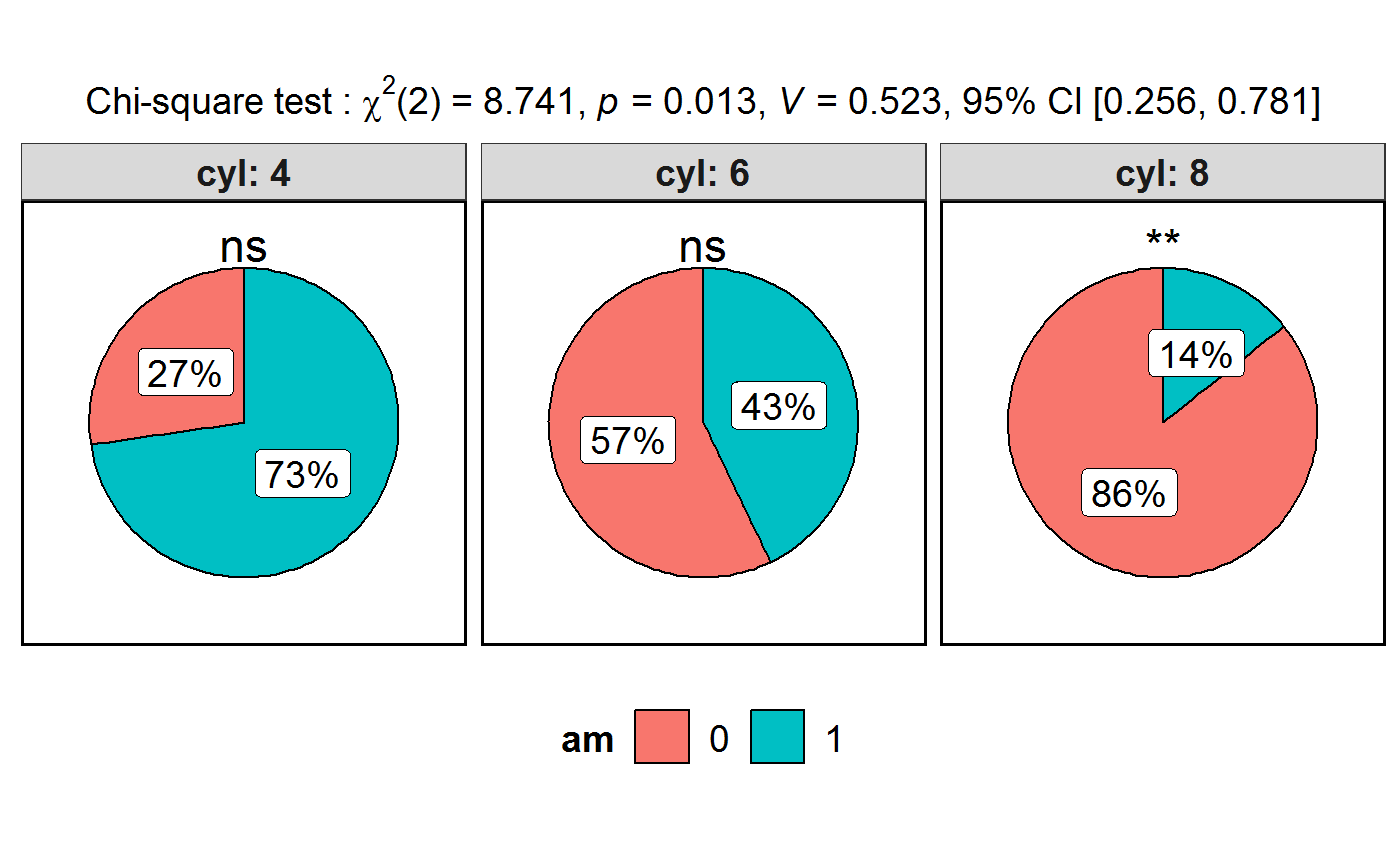 Chi-square test : χ²(2) = 8.741, p = 0.013, V = 0.523, 95% CI [0.256, 0.781]
cyl: 4
ns
27%
73%
cyl: 6
ns
43%
57%
cyl: 8
**
14%
86%
am 0 1